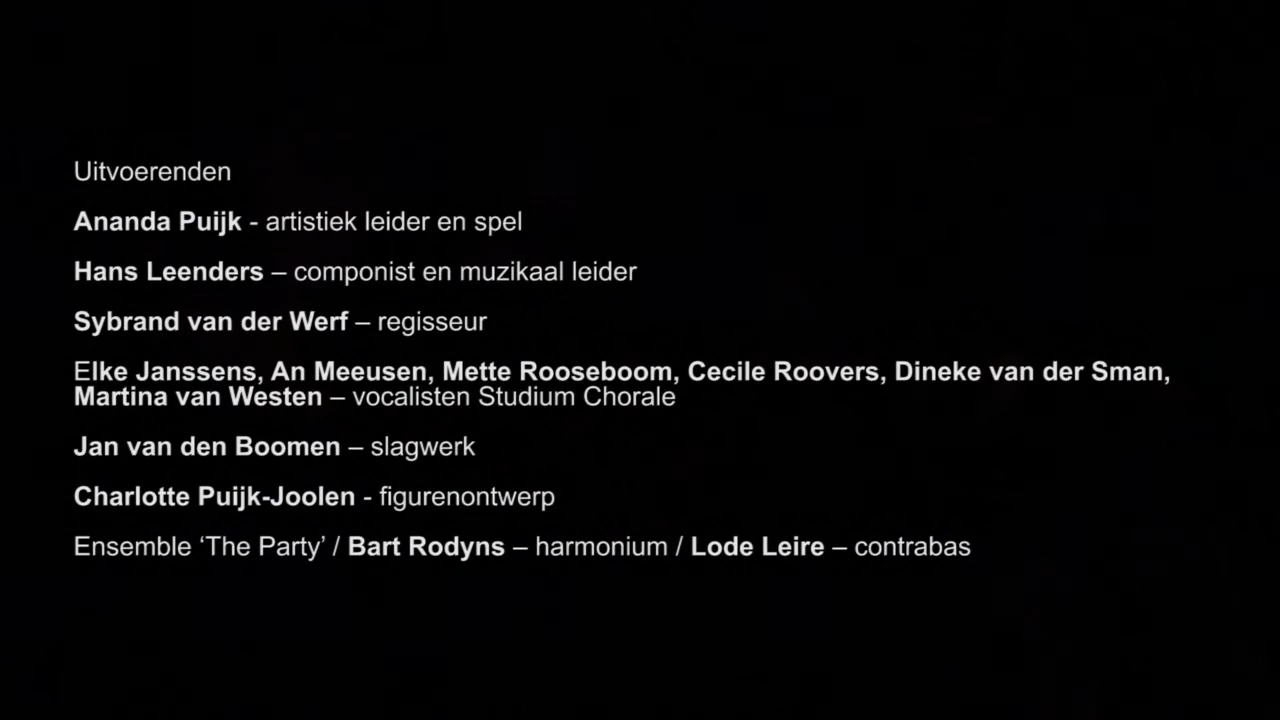 Uitvoerenden
Ananda Puijk - artistiek leider en spel
Hans Leenders – componist en muzikaal leider
Sybrand van der Werf – regisseur
Elke Janssens, An Meeusen, Mette Rooseboom, Cecile Roovers, Dineke van der Sman,
Martina van Westen – vocalisten Studium Chorale
Jan van den Boomen – slagwerk
Charlotte Puijk-Joolen - figurenontwerp
Ensemble ‘The Party’ / Bart Rodyns – harmonium / Lode Leire – contrabas